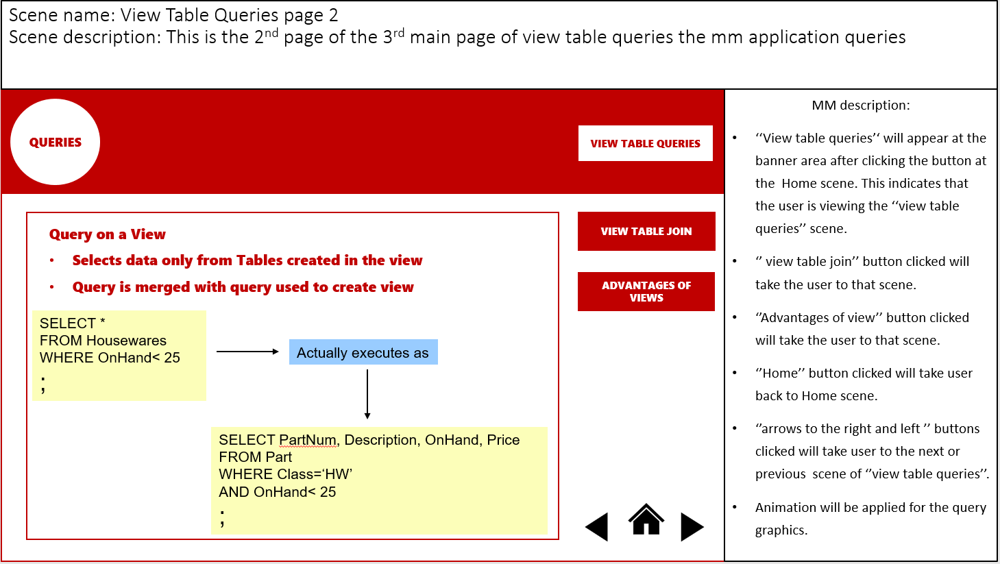 Scene name: View Table Queries page 2
Scene description: This is the 2nd page of the 3rd main page of view table queries the mm application queries
QUERIES
VIEW TABLE QUERIES
Query on a View
• Selects data only from Tables created in the view
• Query is merged with query used to create view
SELECT *
FROM Housewares
WHERE OnHand< 25
;
Actually executes as
SELECT PartNum, Description, OnHand, Price
FROM Part
WHERE Class=‘HW’
AND OnHand< 25
;
VIEW TABLE JOIN
ADVANTAGES OF
VIEWS
MM description:
• ‘‘View table queries’‘ will appear at the
banner area after clicking the button at
the  Home scene. This indicates that
the user is viewing the ‘‘view table
queries’’ scene.
• ‘’ view table join’’ button clicked will
take the user to that scene.
• ‘’Advantages of view’’ button clicked
will take the user to that scene.
• ‘’Home’’ button clicked will take user
back to Home scene.
• ‘’arrows to the right and left ’’ buttons
clicked will take user to the next or
previous  scene of ‘’view table queries’’.
• Animation will be applied for the query
graphics.